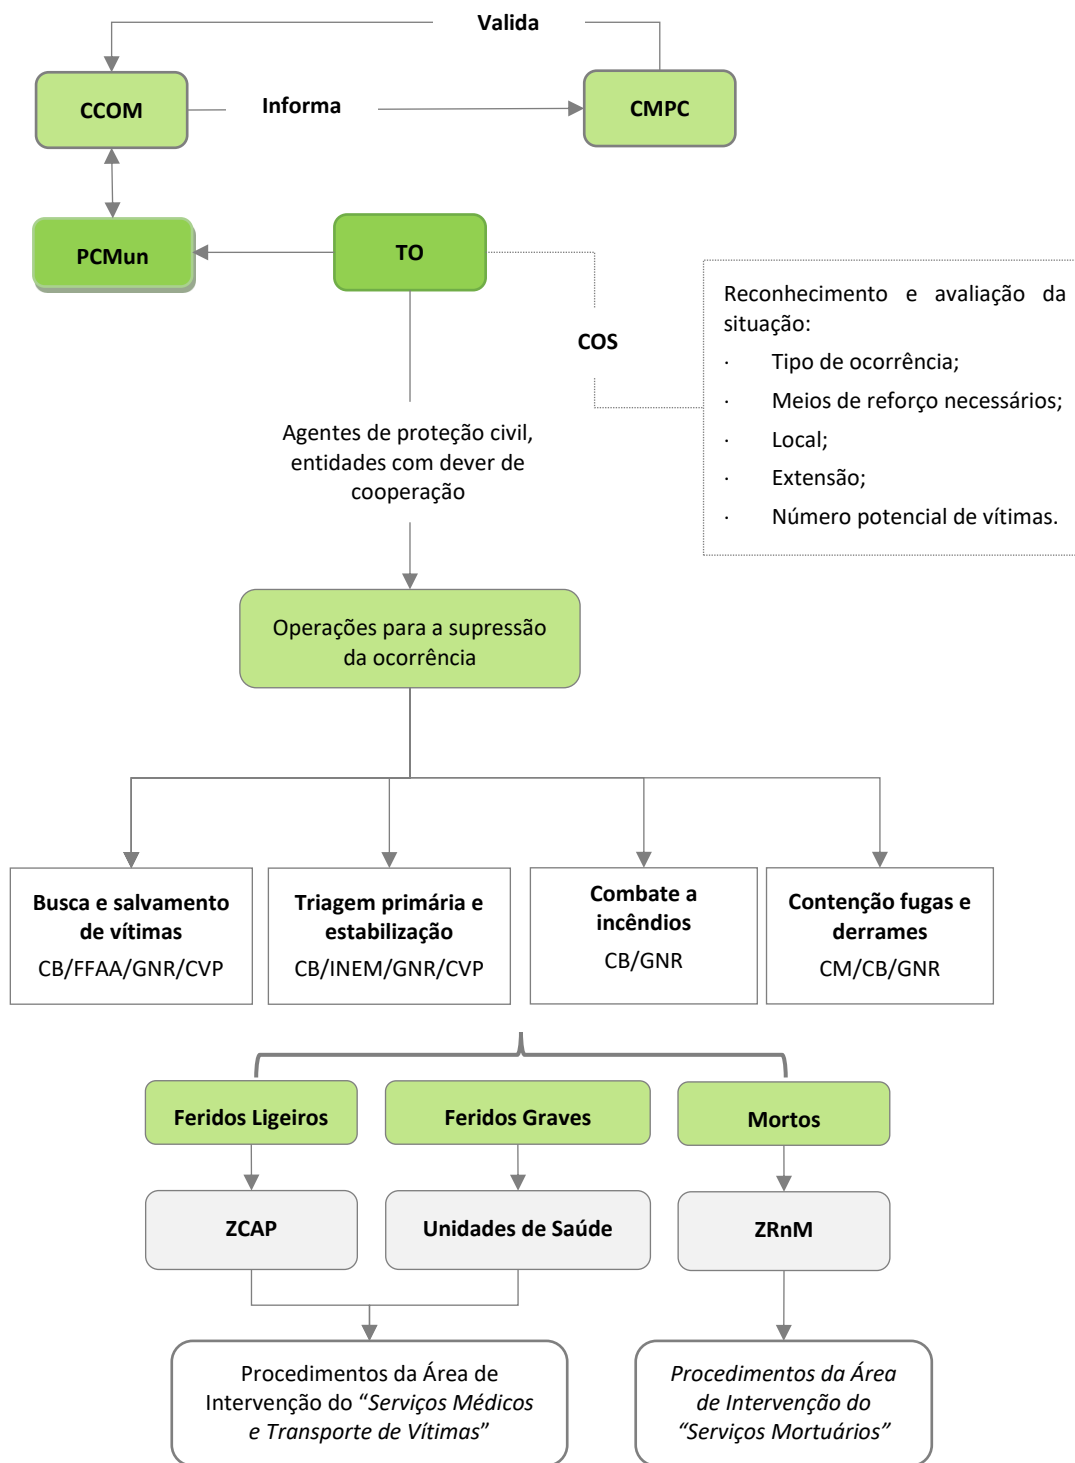 Valida
CCOM
Informa
CMPC
PCMun
TO
COS
Reconhecimento e avaliação da
situação:
· Tipo de ocorrência;
· Meios de reforço necessários;
· Local;
· Extensão;
· Número potencial de vítimas.
Agentes de proteção civil,
entidades com dever de
cooperação
Operações para a supressão
da ocorrência
Busca e salvamento
de vítimas
CB/FFAA/GNR/CVP
Triagem primária e
estabilização
CB/INEM/GNR/CVP
Combate a
incêndios
CB/GNR
Contenção fugas e
derrames
CM/CB/GNR
Feridos Ligeiros
Feridos Graves
Mortos
ZCAP
Unidades de Saúde
ZRnM
Procedimentos da Área de
Intervenção do “Serviços Médicos
e Transporte de Vítimas”
Procedimentos da Área
de Intervenção do
“Serviços Mortuários”